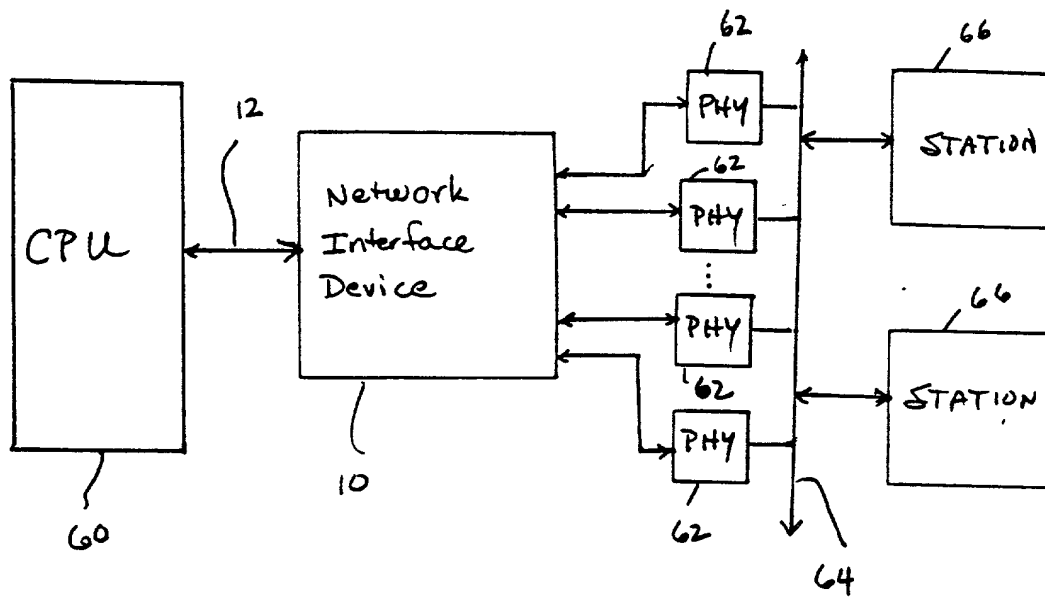 62
66
PHY
12
STATION
Network
Interface
Device
62
PHY
CPU
66
PHY
62
STATION
PHY
10
62
60
64